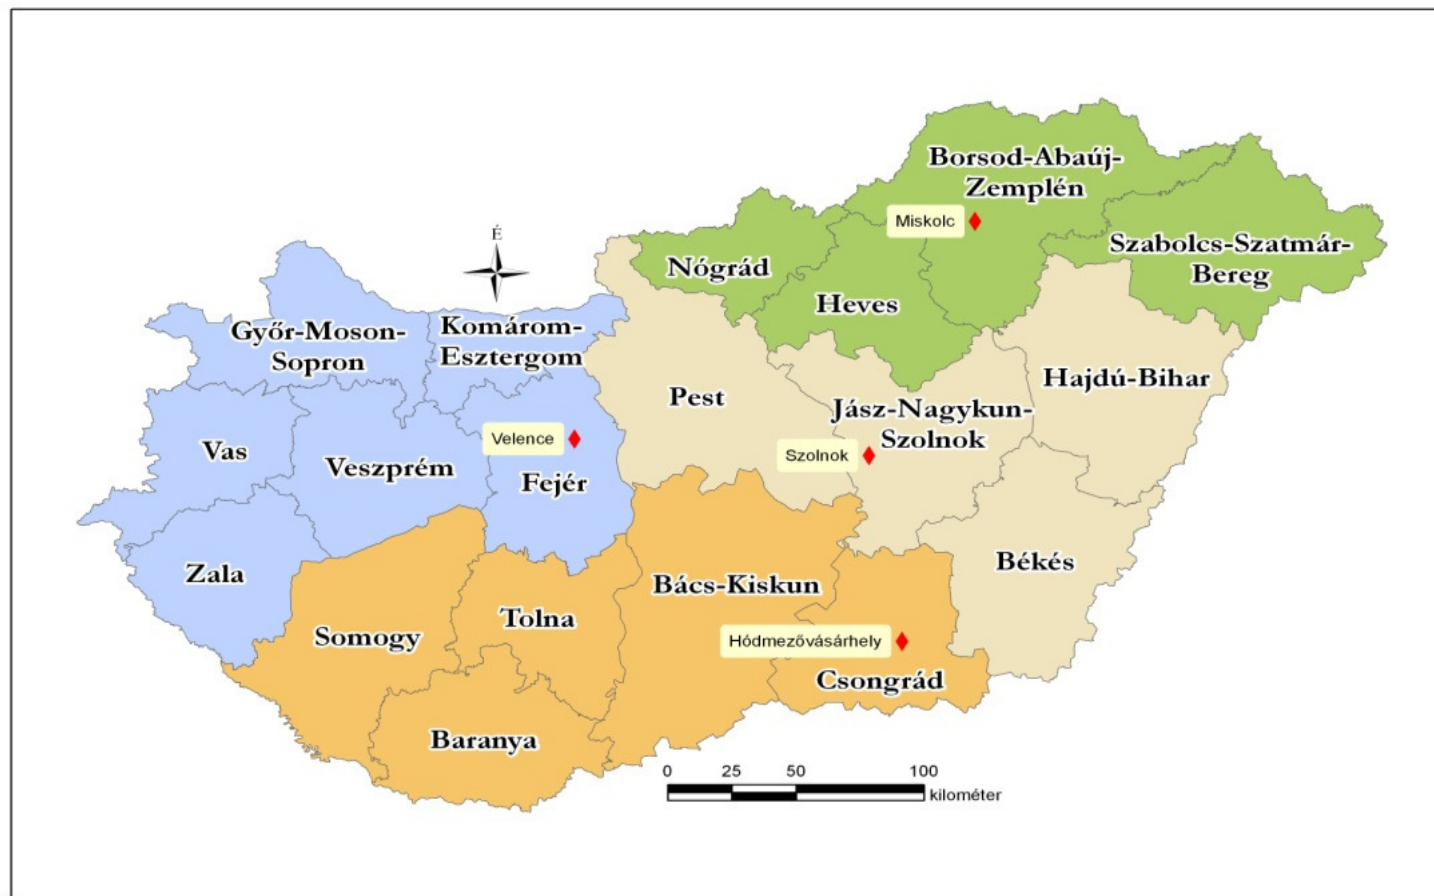 Borsod-Abaúj-
Zemplén
Miskolc
É
Szabolcs-Szatmár-
Bereg
Nógrád
Heves
Győr-Moson-
Sopron
Komárom-
Esztergom
Pest
Hajdú-Bihar
Jász-Nagykun-
Szolnok
Vas
Veszprém
Velence
Fejér
Szolnok
Zala
Békés
Bács-Kiskun
Tolna
Somogy
Hódmezővásárhely
Csongrád
Baranya
0 25 50 100
kilométer